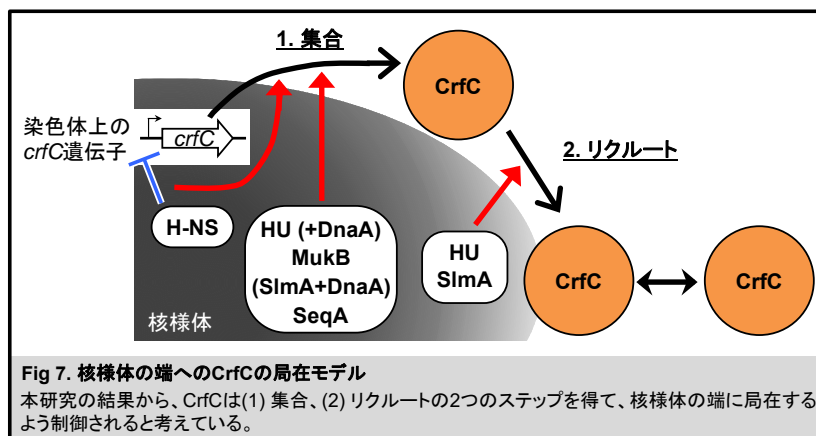 1. 集合
CrfC
染色体上の
crfC遺伝子
crfC
2. リクルート
H-NS
HU (+DnaA)
MukB
(SlmA+DnaA)
SeqA
HU
SlmA
CrfC
CrfC
核様体
Fig 7. 核様体の端へのCrfCの局在モデル
本研究の結果から、CrfCは(1) 集合、(2) リクルートの2つのステップを得て、核様体の端に局在する
よう制御されると考えている。